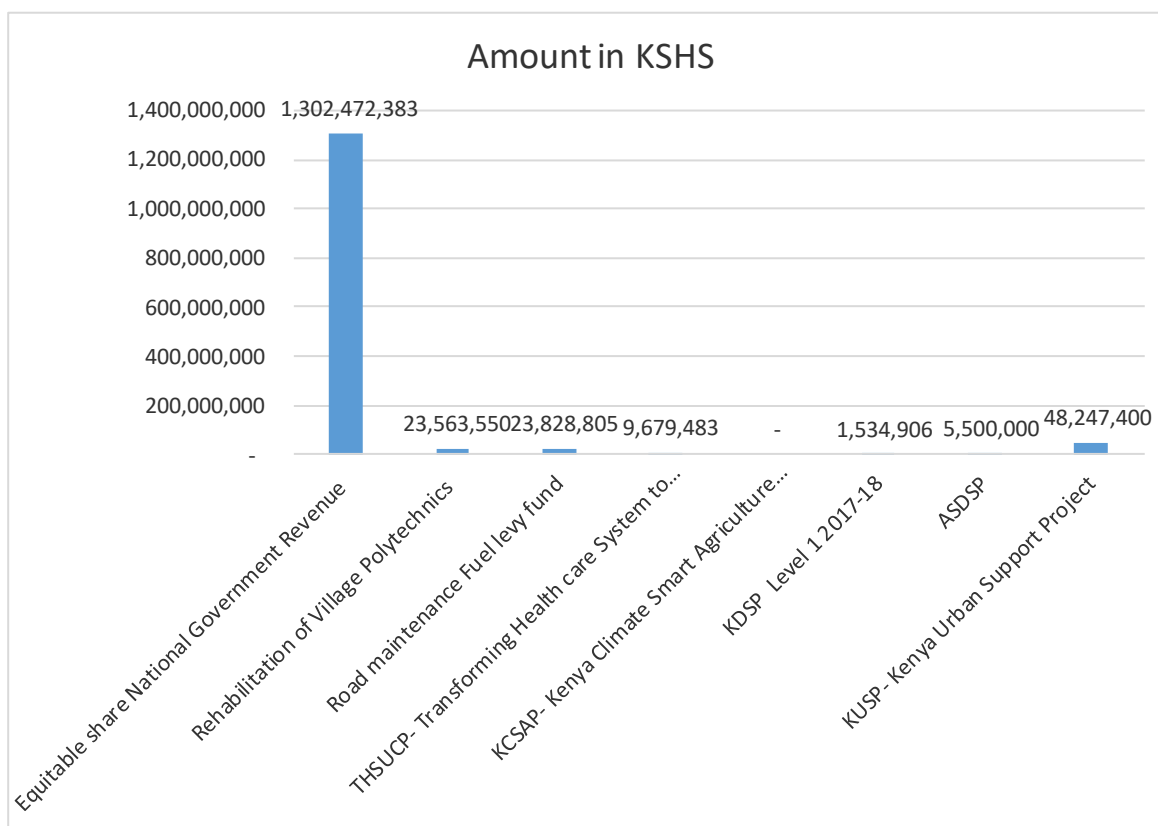 Amount in KSHS
1,400,000,000
1,200,000,000
1,000,000,000
800,000,000
600,000,000
400,000,000
200,000,000
-
1,302,472,383
23,563,550
23,828,805
9,679,483
-
1,534,906
5,500,000
48,247,400
Equitable share National Government Revenue
Rehabilitation of Village Polytechnics
Road maintenance Fuel levy fund
THSUCP- Transforming Health care System to...
KCSAP- Kenya Climate Smart Agriculture...
KDSP Level 1 2017-18
ASDSP
KUSP- Kenya Urban Support Project